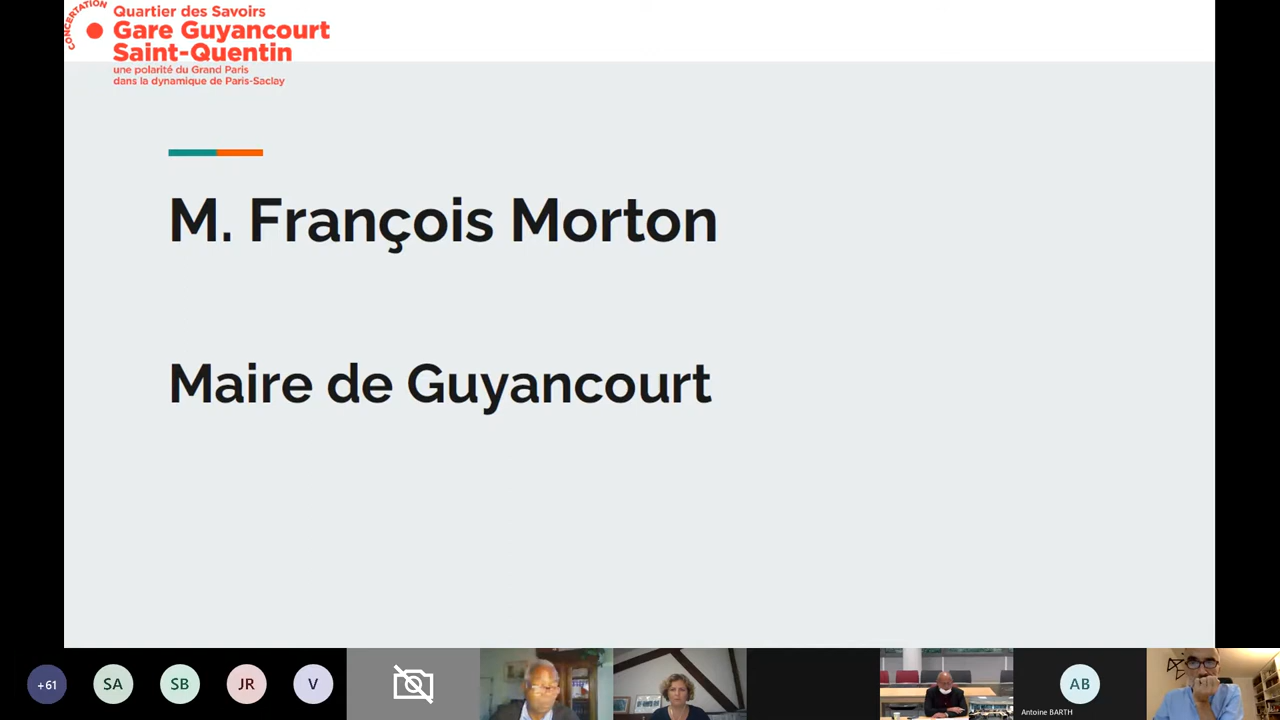 CONCERTATION
Quartier des Savoirs
Gare Guyancourt
Saint-Quentin
une polarité du Grand Paris
dans la dynamique de Paris-Saclay
M. François Morton
Maire de Guyancourt
+61
SA
SB
JR
V
AB
Antoine BARTH